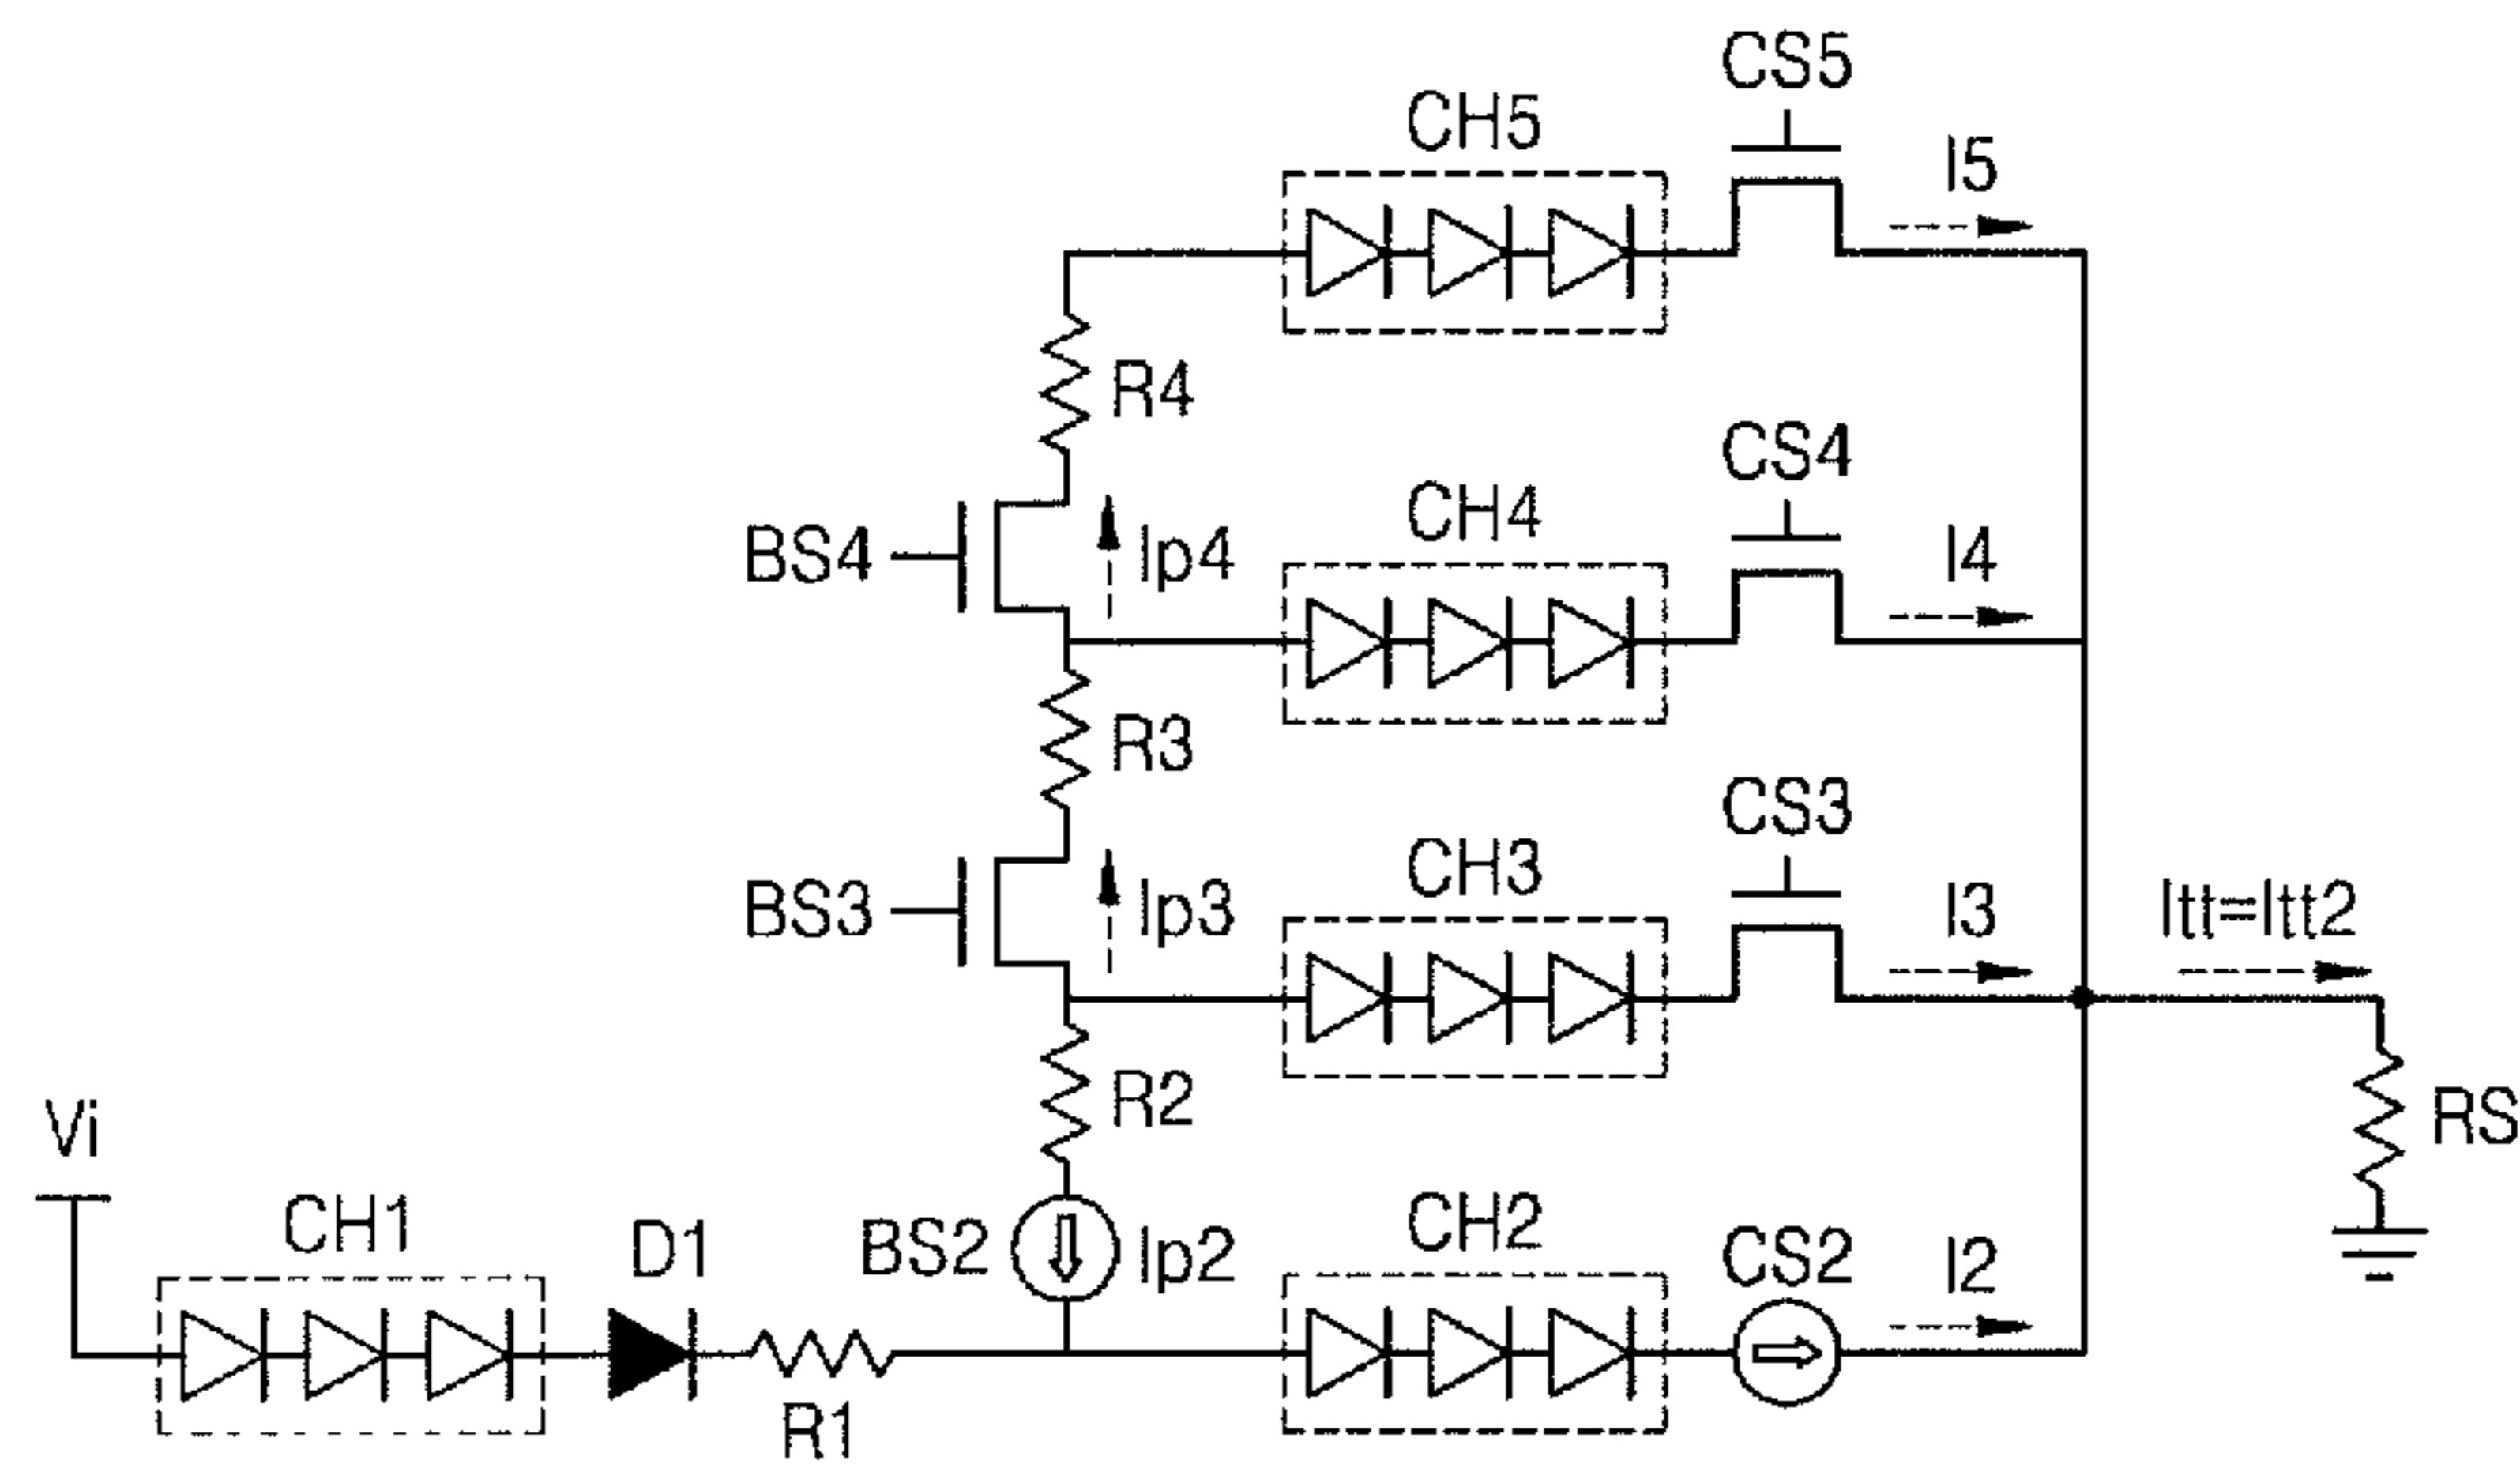 CS5
CH5
I5
R4
CS4
CH4
BS4
Ip4
I4
R3
CS3
CH3
BS3
Ip3
I3
Itt=Itt2
R2
RS
Vi
CH1
D1
BS2
Ip2
CH2
CS2
I2
R1